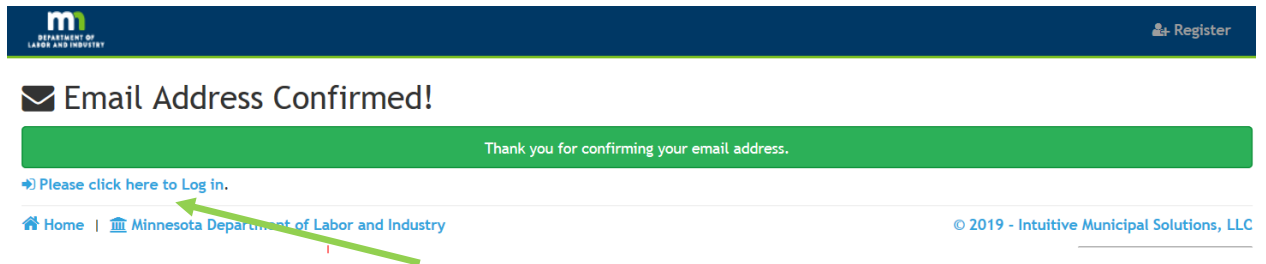 mn
DEPARTMENT OF
LABOR AND INDUSTRY
Register
Email Address Confirmed!
Thank you for confirming your email address.
Please click here to Log in.
Home | Minnesota Department of Labor and Industry
© 2019 - Intuitive Municipal Solutions, LLC